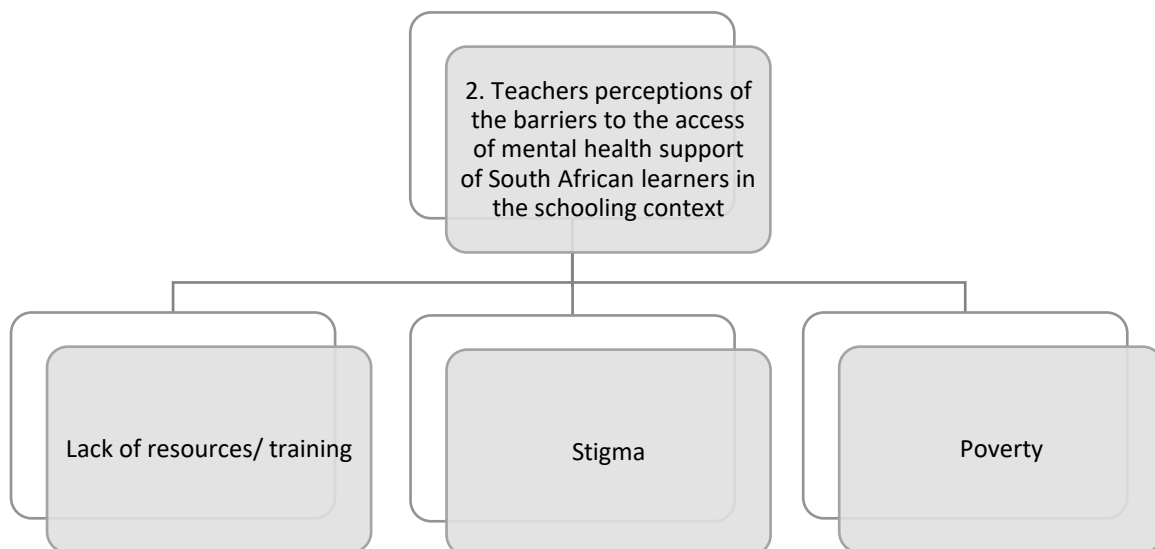 2. Teachers perceptions of
the barriers to the access
of mental health support
of South African learners in
the schooling context
Lack of resources/ training
Stigma
Poverty